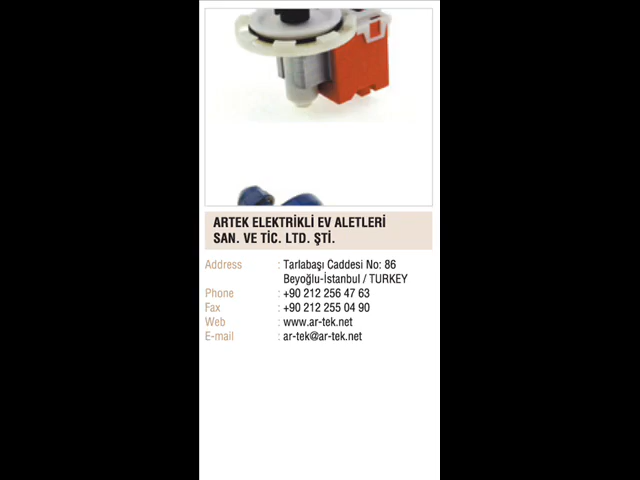 ARTEK ELEKTRİKLİ EV ALETLERİ
SAN. VE TİC. LTD. ŞTİ.
Address : Tarlabaşı Caddesi No: 86
Beyoğlu-İstanbul / TURKEY
Phone : +90 212 256 47 63
Fax : +90 212 255 04 90
Web : www.ar-tek.net
E-mail : ar-tek@ar-tek.net